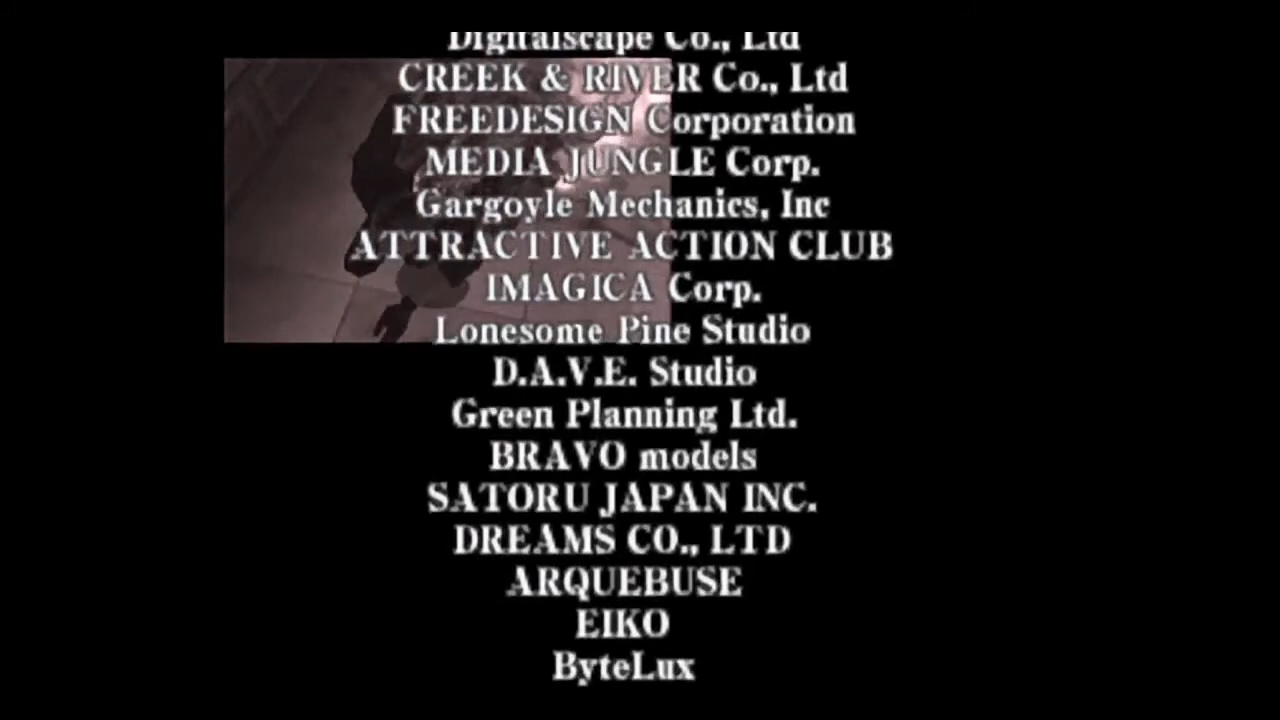 Digitalscape Co., Ltd
CREEK & RIVER Co., Ltd
FREEDESIGN Corporation
MEDIA JUNGLE Corp.
Gargoyle Mechanics, Inc
ATTRACTIVE ACTION CLUB
IMAGICA Corp.
Lonesome Pine Studio
D.A.V.E. Studio
Green Planning Ltd.
BRAVO models
SATORU JAPAN INC.
DREAMS CO., LTD
ARQUEBUSE
EIKO
ByteLux